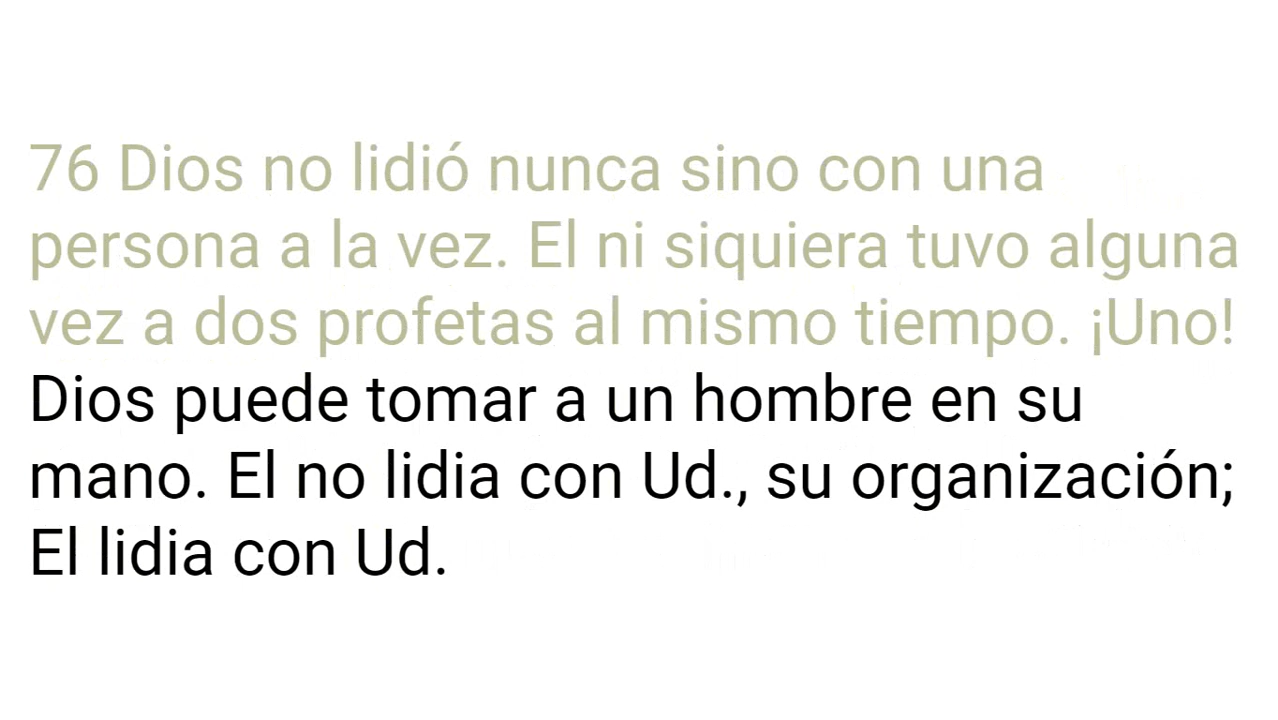 76 Dios no lidió nunca sino con una
persona a la vez. El ni siquiera tuvo alguna
vez a dos profetas al mismo tiempo. ¡Uno!
Dios puede tomar a un hombre en su
mano. El no lidia con Ud., su organización;
El lidia con Ud.